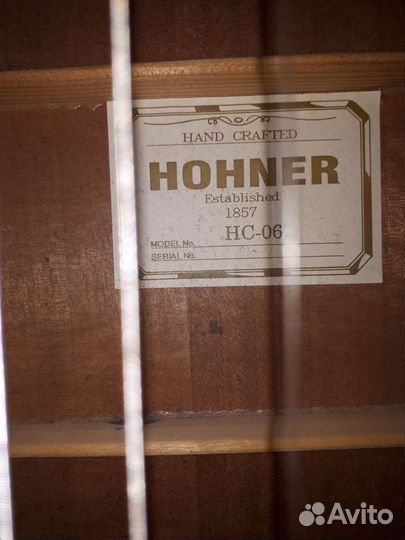 HAND CRAFTED
HOHNER
Established
1857
MODEL No. HC-06
SERIAL No.
Avito